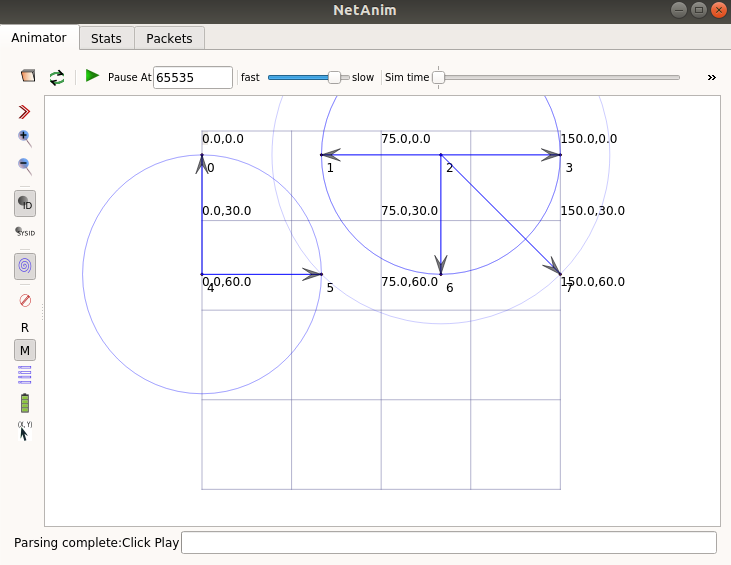 NetAnim
Animator Stats Packets
Pause At 65535 fast slow Sim time »
0.0,0.0 75.0,0.0 150.0,0.0
0 1 2 3
ID
0.0,30.0 75.0,30.0 150.0,30.0
SYSID
0.0,60.0 75.0,60.0 150.0,60.0
4 5 6 7
R
M
(X, Y)
Parsing complete:Click Play